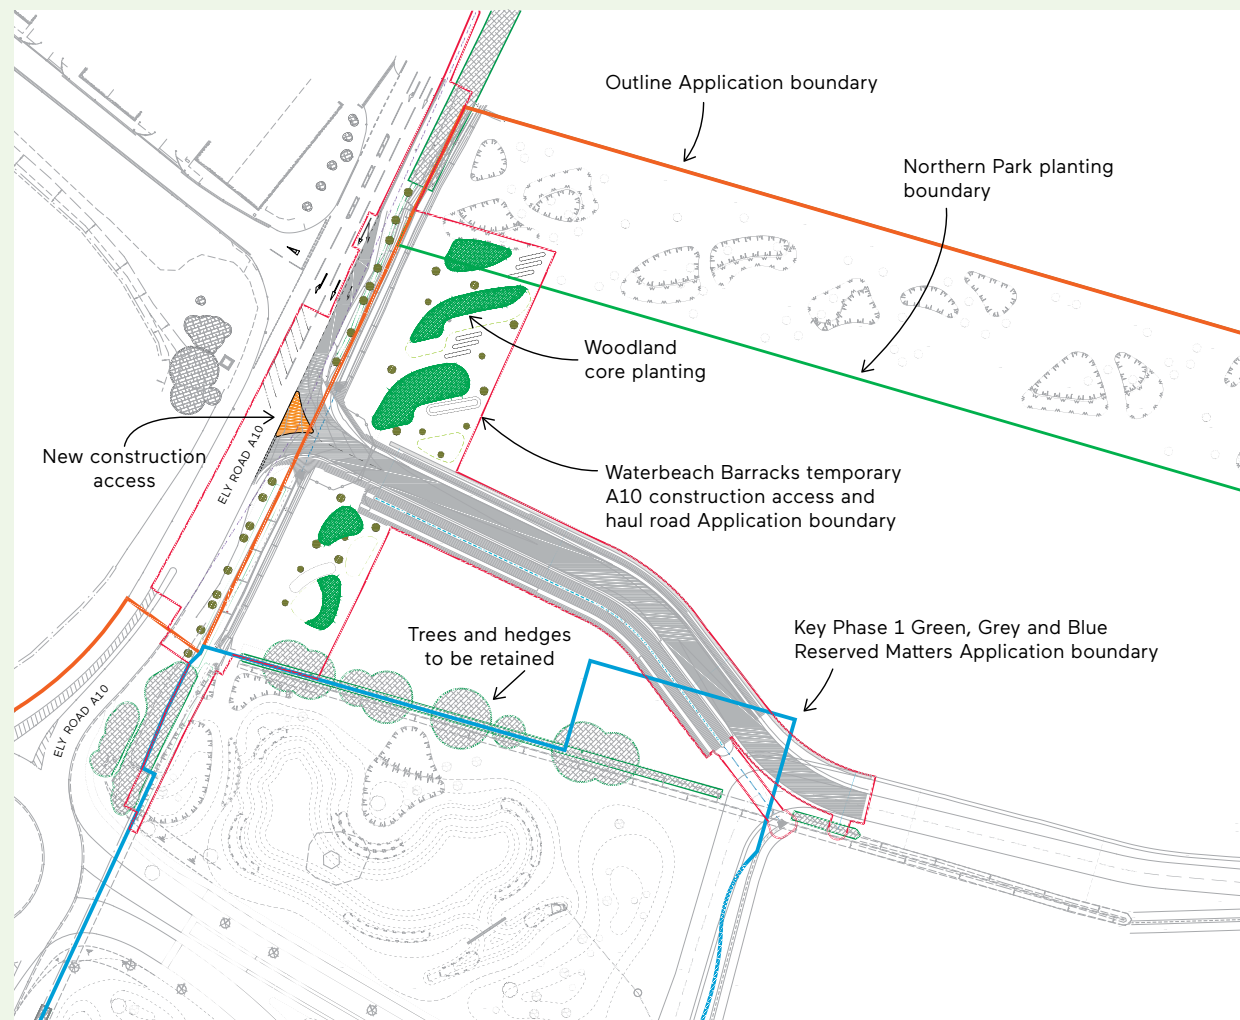 Outline Application boundary
Northern Park planting
boundary
Woodland
core planting
New construction
access
ELY ROAD A10
Waterbeach Barracks temporary
A10 construction access and
haul road Application boundary
Trees and hedges
to be retained
Key Phase 1 Green, Grey and Blue
Reserved Matters Application boundary
ELY ROAD A10